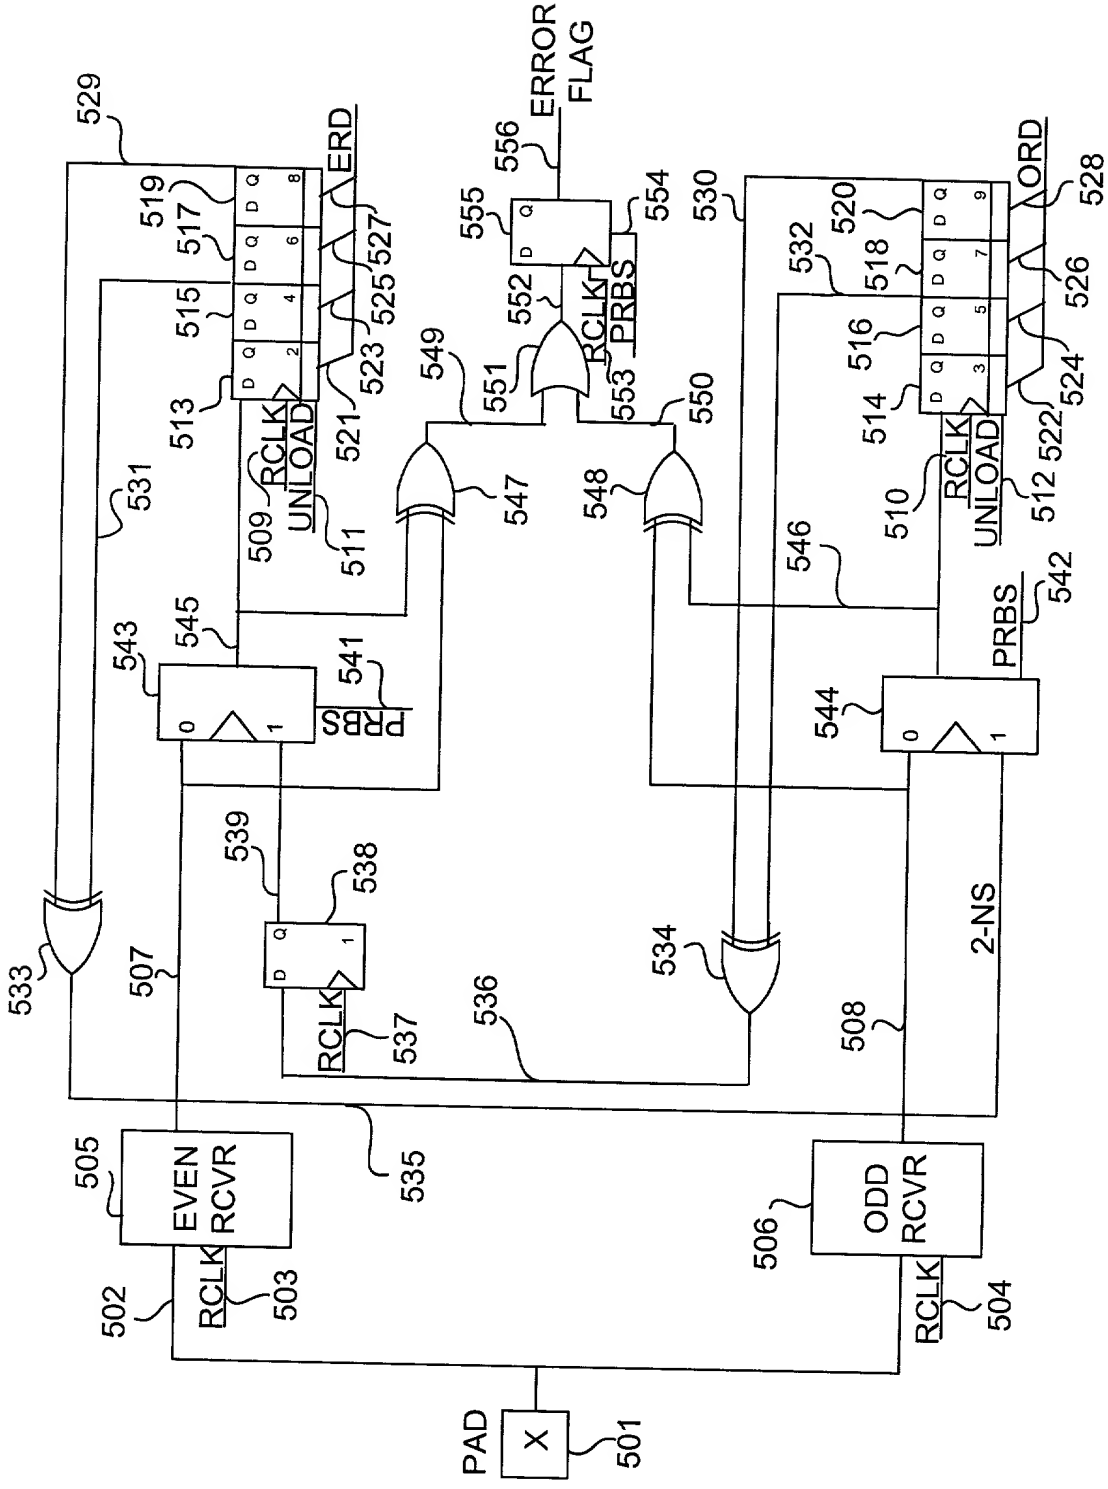 529
519
517
515
513
D Q
D Q
D Q
D Q
2
4
6
8
ERD
527
525
523
521
RCLK
UNLOAD
509
511
531
545
543
0
1
PRBS
541
533
507
539
538
D Q
1
RCLK
537
536
535
505
EVEN
RCVR
RCLK
503
502
PAD
X
501
ERROR
FLAG
556
555
D Q
554
552
RCLK
PRBS
553
551
549
550
547
548
530
532
520
518
516
514
D Q
D Q
D Q
D Q
3
5
7
9
ORD
528
526
524
522
RCLK
UNLOAD
510
512
546
PRBS
542
544
0
1
2-NS
534
508
506
ODD
RCVR
RCLK
504